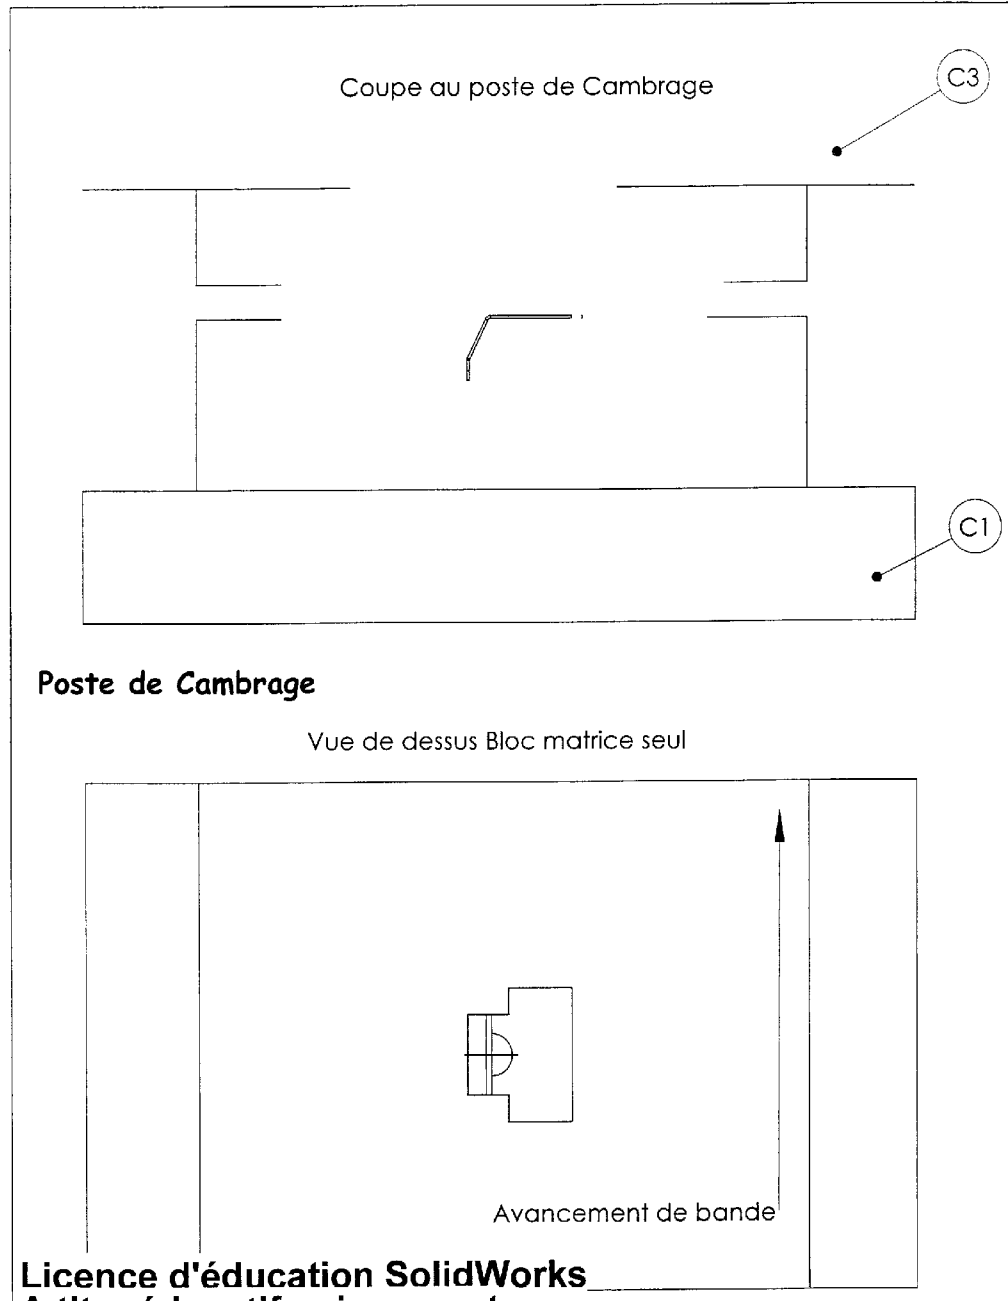 Coupe au poste de Cambrage
C3
C1
Poste de Cambrage
Vue de dessus Bloc matrice seul
Avancement de bande
Licence d'éducation SolidWorks